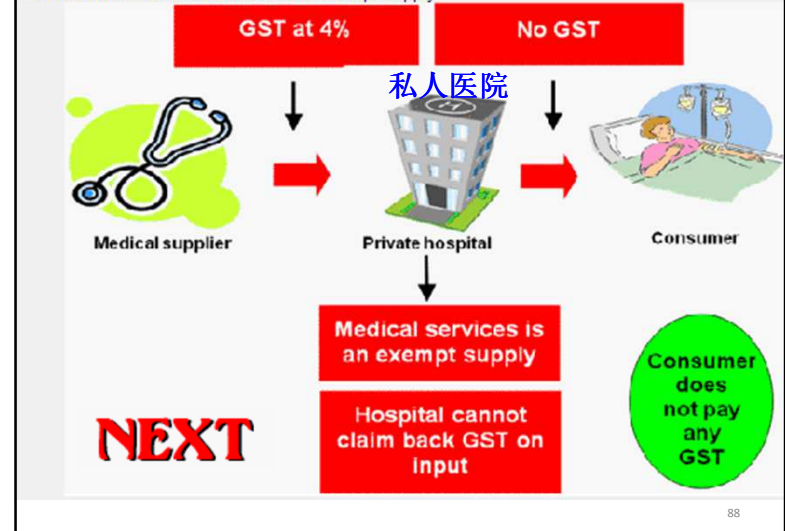 GST at 4%
No GST
私人医院
H
Medical supplier
Private hospital
Consumer
Medical services is
an exempt supply
Hospital cannot
claim back GST on
input
Consumer
does
not pay
any
GST
NEXT
88